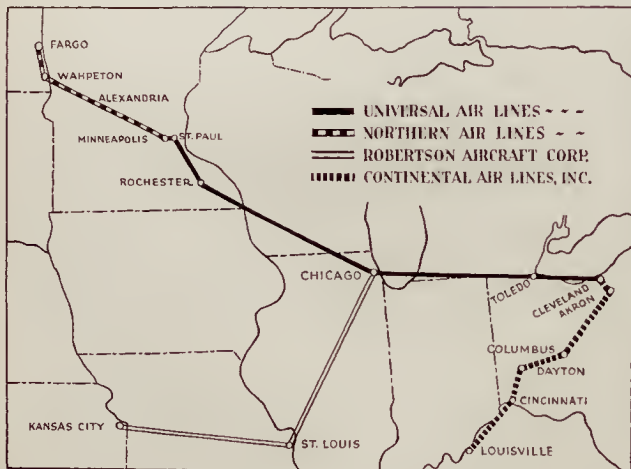 FARGO
WAHPETON
ALEXANDRIA
MINNEAPOLIS
ST. PAUL
ROCHESTER
UNIVERSAL AIR LINES - - -
NORTHERN AIR LINES - -
ROBERTSON AIRCRAFT CORP.
CONTINENTAL AIR LINES, INC.
CHICAGO
TOLEDO
CLEVELAND
AKRON
COLUMBUS
DAYTON
CINCINNATI
LOUISVILLE
KANSAS CITY
ST. LOUIS